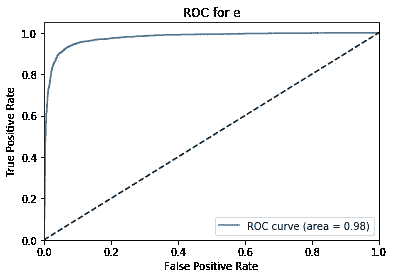 ROC for e
True Positive Rate
1.0
0.8
0.6
0.4
0.2
0.0
ROC curve (area = 0.98)
0.0 0.2 0.4 0.6 0.8 1.0
False Positive Rate